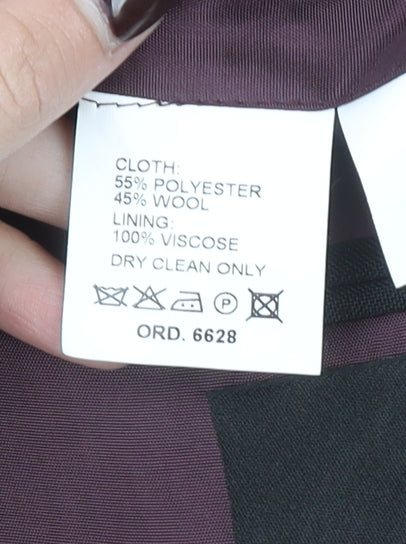 CLOTH:
55% POLYESTER
45% WOOL
LINING:
100% VISCOSE
DRY CLEAN ONLY
P
ORD. 6628